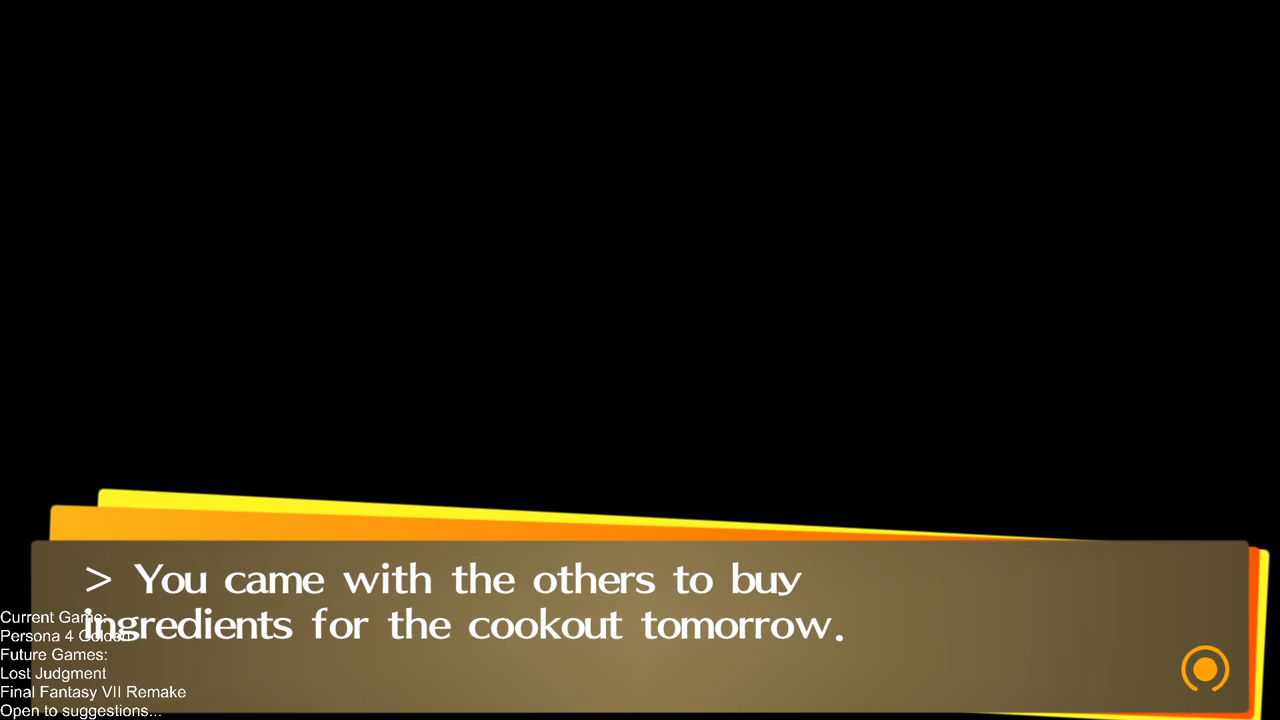 > You came with the others to buy
ingredients for the cookout tomorrow.
Current Game:
Persona 4 Golden
Future Games:
Lost Judgment
Final Fantasy VII Remake
Open to suggestions...